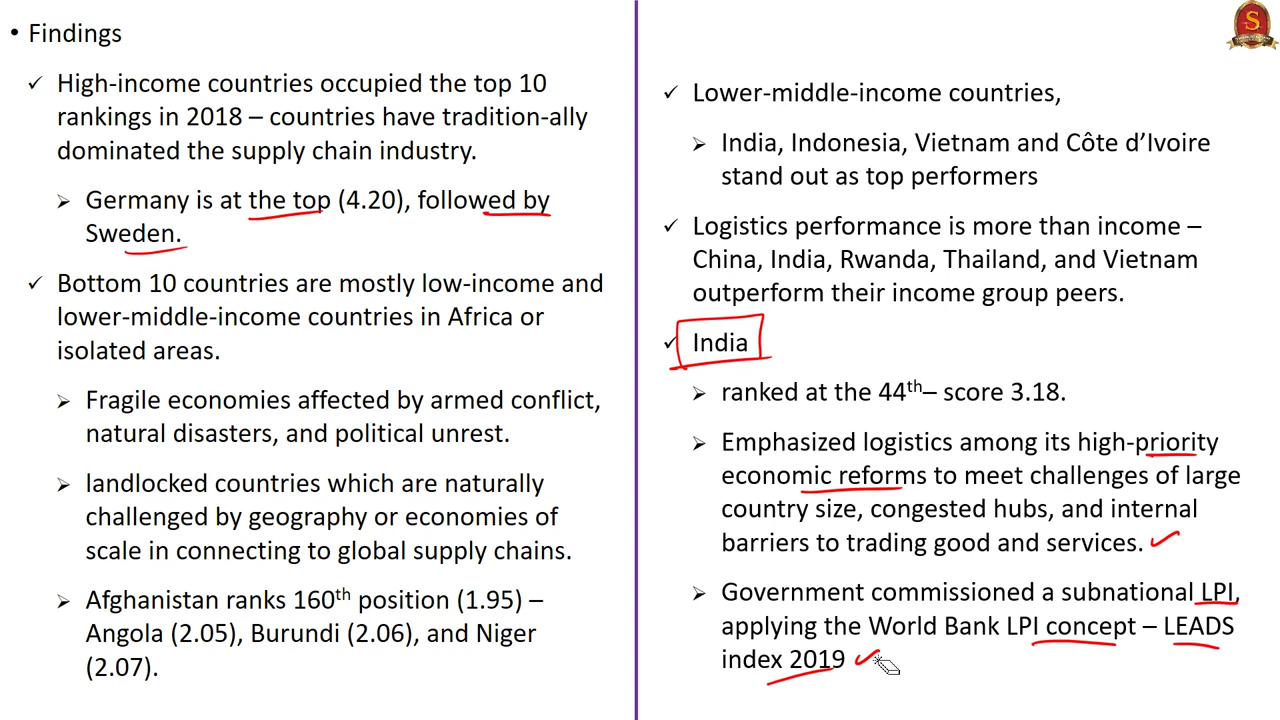 • Findings
✓ High-income countries occupied the top 10
rankings in 2018 – countries have tradition-ally
dominated the supply chain industry.
➢ Germany is at the top (4.20), followed by
Sweden.
✓ Bottom 10 countries are mostly low-income and
lower-middle-income countries in Africa or
isolated areas.
➢ Fragile economies affected by armed conflict,
natural disasters, and political unrest.
➢ landlocked countries which are naturally
challenged by geography or economies of
scale in connecting to global supply chains.
➢ Afghanistan ranks 160th position (1.95) –
Angola (2.05), Burundi (2.06), and Niger
(2.07).
S
✓ Lower-middle-income countries,
➢ India, Indonesia, Vietnam and Côte d’Ivoire
stand out as top performers
✓ Logistics performance is more than income –
China, India, Rwanda, Thailand, and Vietnam
outperform their income group peers.
✓ India
➢ ranked at the 44th– score 3.18.
➢ Emphasized logistics among its high-priority
economic reforms to meet challenges of large
country size, congested hubs, and internal
barriers to trading good and services.
➢ Government commissioned a subnational LPI,
applying the World Bank LPI concept – LEADS
index 2019